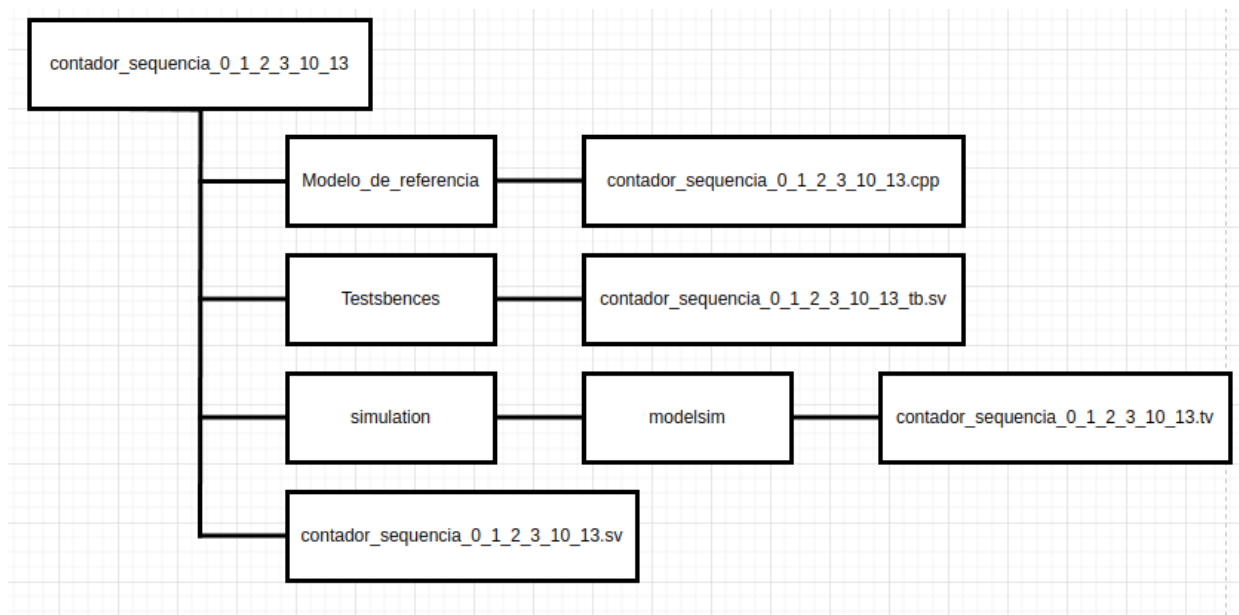 contador_sequencia_0_1_2_3_10_13
Modelo_de_referencia
contador_sequencia_0_1_2_3_10_13.cpp
Testsbences
contador_sequencia_0_1_2_3_10_13_tb.sv
simulation
modelsim
contador_sequencia_0_1_2_3_10_13.tv
contador_sequencia_0_1_2_3_10_13.sv